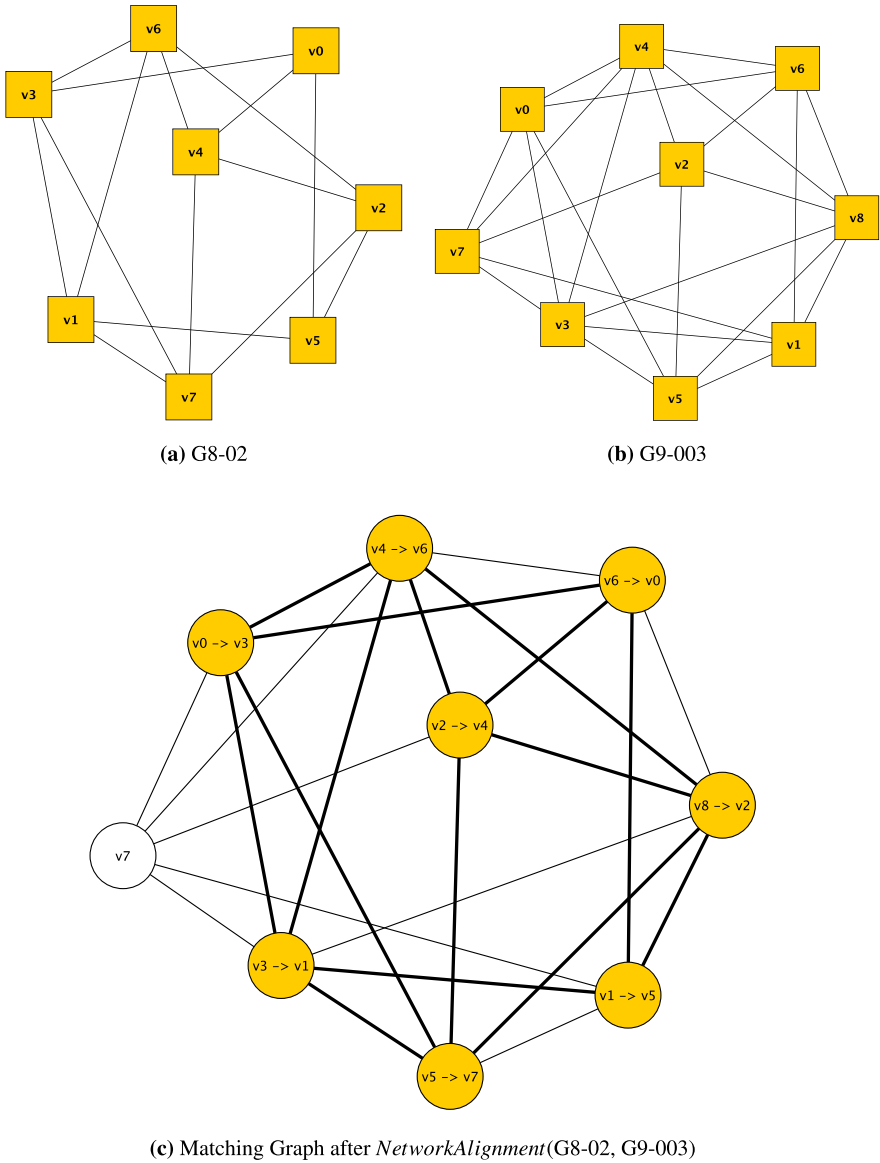 v6
v0
v3
v4
v2
v1
v5
v7
(a) G8-02
v4
v6
v0
v2
v8
v7
v3
v1
v5
(b) G9-003
v4 -> v6
v6 -> v0
v0 -> v3
v2 -> v4
v8 -> v2
v7
v3 -> v1
v1 -> v5
v5 -> v7
(c) Matching Graph after NetworkAlignment(G8-02, G9-003)